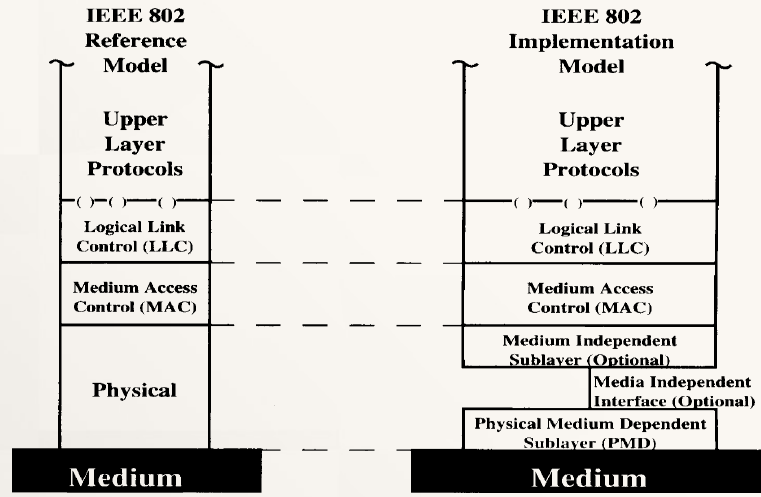 IEEE 802
Reference
Model
Upper
Layer
Protocols
( ) ( ) ( )
Logical Link
Control (LLC)
Medium Access
Control (MAC)
Physical
Medium
IEEE 802
Implementation
Model
Upper
Layer
Protocols
( ) ( ) ( )
Logical Link
Control (LLC)
Medium Access
Control (MAC)
Medium Independent
Sublayer (Optional)
Media Independent
Interface (Optional)
Physical Medium Dependent
Sublayer (PMD)
Medium